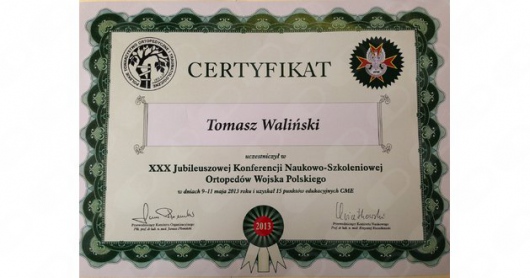 CERTYFIKAT
Tomasz Waliński
uczestniczył w
XXX Jubileuszowej Konferencji Naukowo-Szkoleniowej
Ortopedów Wojska Polskiego
w dniach 9-11 maja 2013 roku i uzyskał 15 punktów edukacyjnych CME
2013